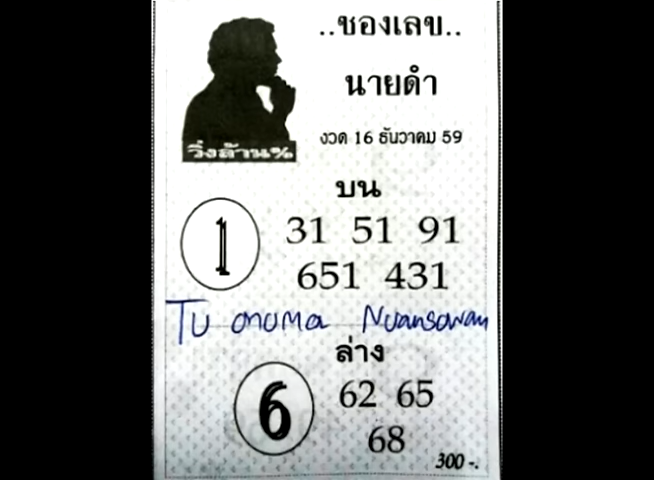 ..ซองเลข..
นายดำ
วิ่งล้าน%
งวด 16 ธันวาคม 59
บน
1
31 51 91
651 431
Tu onuma Nuansawan
ล่าง
6
62 65
68
300 -.